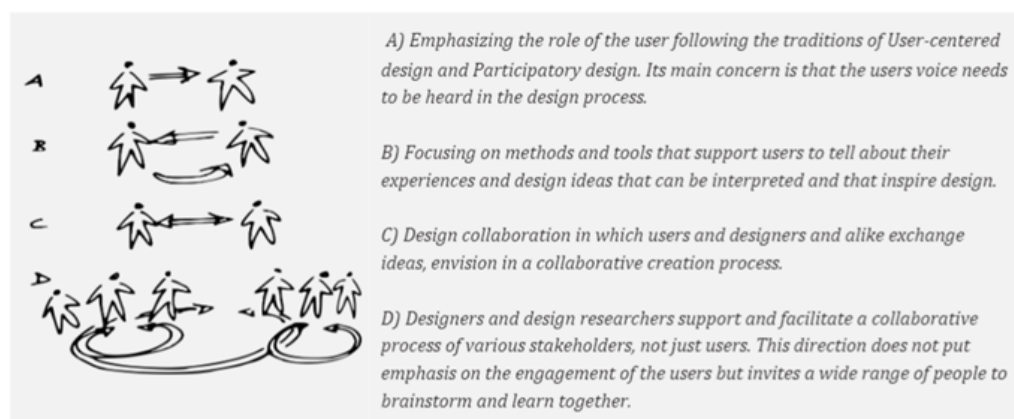 A
B
C
D
A) Emphasizing the role of the user following the traditions of User-centered
design and Participatory design. Its main concern is that the users voice needs
to be heard in the design process.
B) Focusing on methods and tools that support users to tell about their
experiences and design ideas that can be interpreted and that inspire design.
C) Design collaboration in which users and designers and alike exchange
ideas, envision in a collaborative creation process.
D) Designers and design researchers support and facilitate a collaborative
process of various stakeholders, not just users. This direction does not put
emphasis on the engagement of the users but invites a wide range of people to
brainstorm and learn together.